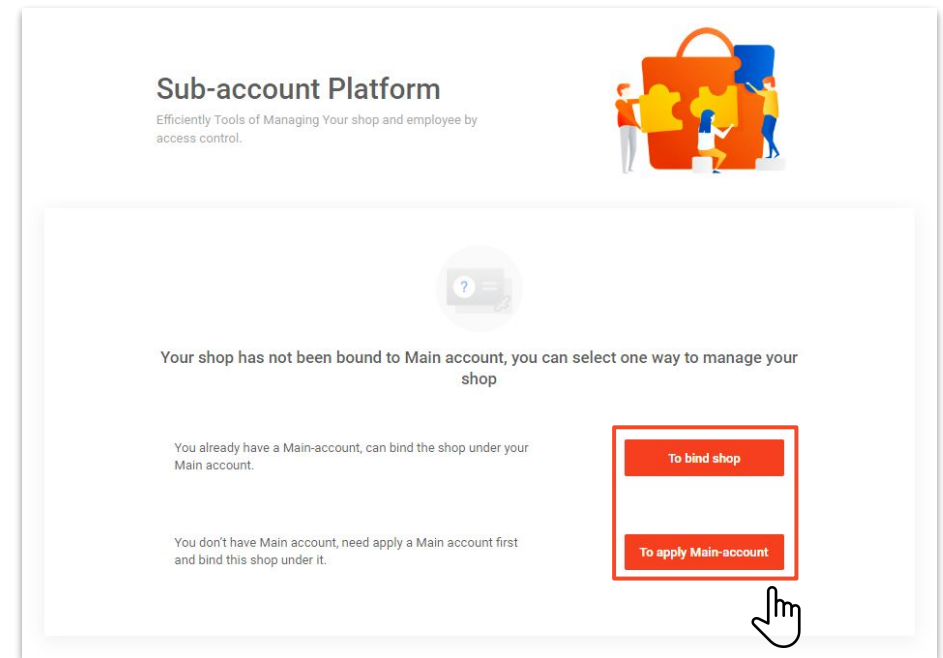 Sub-account Platform
Efficiently Tools of Managing Your shop and employee by
access control.
?
Your shop has not been bound to Main account, you can select one way to manage your
shop
You already have a Main-account, can bind the shop under your
Main account.
To bind shop
You don't have Main account, need apply a Main account first
and bind this shop under it.
To apply Main-account